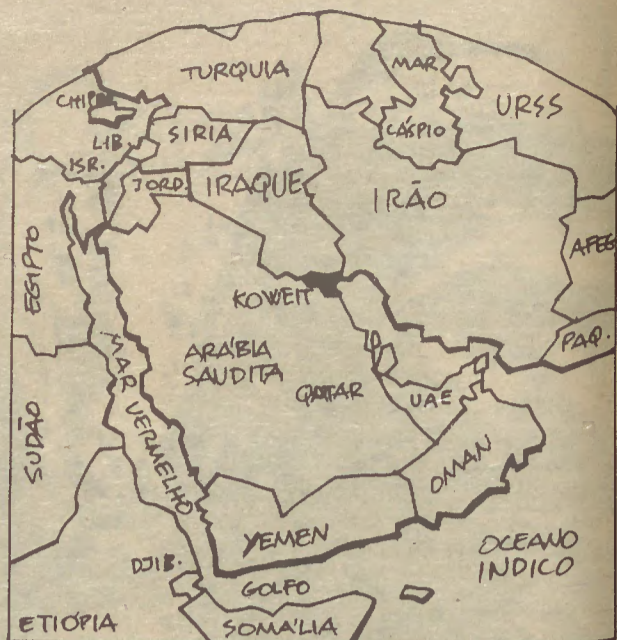 TURQUIA
MAR
CÁSPIO
URSS
CHIP.
LIB.
SIRIA
ISR.
JORD.
IRAQUE
IRÃO
AFEG
EGIPTO
KOWEIT
PAQ.
ARÁBIA
SAUDITA
QATAR
UAE
MAR VERMELHO
SUDÃO
OMAN
YEMEN
OCEANO
INDICO
DJIB.
GOLFO
ETIÓPIA
SOMÁLIA